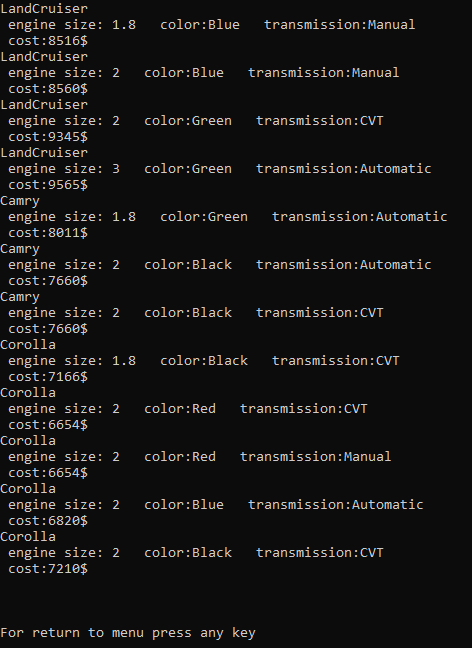 LandCruiser
engine size: 1.8   color:Blue   transmission:Manual
cost:8516$
LandCruiser
engine size: 2   color:Blue   transmission:Manual
cost:8560$
LandCruiser
engine size: 2   color:Green   transmission:CVT
cost:9345$
LandCruiser
engine size: 3   color:Green   transmission:Automatic
cost:9565$
Camry
engine size: 1.8   color:Green   transmission:Automatic
cost:8011$
Camry
engine size: 2   color:Black   transmission:Automatic
cost:7660$
Camry
engine size: 2   color:Black   transmission:CVT
cost:7660$
Corolla
engine size: 1.8   color:Black   transmission:CVT
cost:7166$
Corolla
engine size: 2   color:Red   transmission:CVT
cost:6654$
Corolla
engine size: 2   color:Red   transmission:Manual
cost:6654$
Corolla
engine size: 2   color:Blue   transmission:Automatic
cost:6820$
Corolla
engine size: 2   color:Black   transmission:CVT
cost:7210$
For return to menu press any key